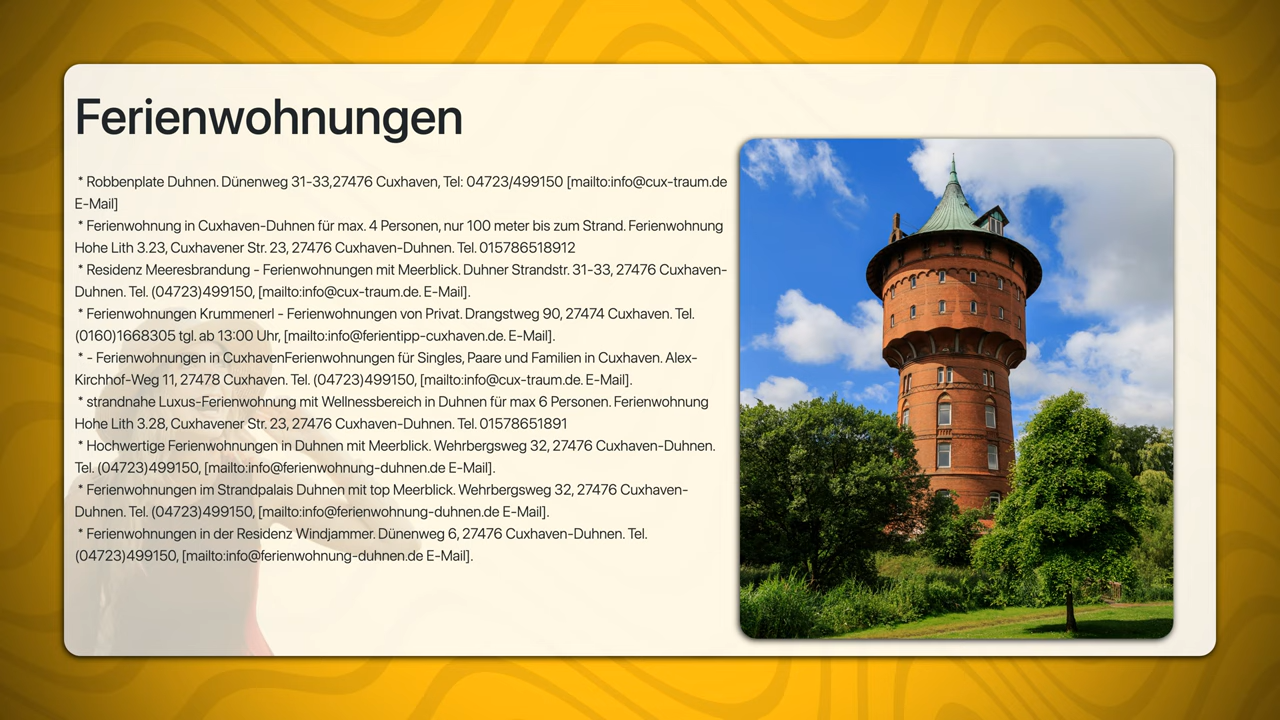 Ferienwohnungen
* Robbenplate Duhnen. Dünenweg 31-33,27476 Cuxhaven, Tel: 04723/499150 [mailto:info@cux-traum.de
E-Mail]
* Ferienwohnung in Cuxhaven-Duhnen für max. 4 Personen, nur 100 meter bis zum Strand. Ferienwohnung
Hohe Lith 3.23, Cuxhavener Str. 23, 27476 Cuxhaven-Duhnen. Tel. 015786518912
* Residenz Meeresbrandung - Ferienwohnungen mit Meerblick. Duhner Strandstr. 31-33, 27476 Cuxhaven-
Duhnen. Tel. (04723)499150, [mailto:info@cux-traum.de. E-Mail].
* Ferienwohnungen Krummenerl - Ferienwohnungen von Privat. Drangstweg 90, 27474 Cuxhaven. Tel.
(0160)1668305 tgl. ab 13:00 Uhr, [mailto:info@ferientipp-cuxhaven.de. E-Mail].
* - Ferienwohnungen in CuxhavenFerienwohnungen für Singles, Paare und Familien in Cuxhaven. Alex-
Kirchhof-Weg 11, 27478 Cuxhaven. Tel. (04723)499150, [mailto:info@cux-traum.de. E-Mail].
* strandnahe Luxus-Ferienwohnung mit Wellnessbereich in Duhnen für max 6 Personen. Ferienwohnung
Hohe Lith 3.28, Cuxhavener Str. 23, 27476 Cuxhaven-Duhnen. Tel. 01578651891
* Hochwertige Ferienwohnungen in Duhnen mit Meerblick. Wehrbergsweg 32, 27476 Cuxhaven-Duhnen.
Tel. (04723)499150, [mailto:info@ferienwohnung-duhnen.de E-Mail].
* Ferienwohnungen im Strandpalais Duhnen mit top Meerblick. Wehrbergsweg 32, 27476 Cuxhaven-
Duhnen. Tel. (04723)499150, [mailto:info@ferienwohnung-duhnen.de E-Mail].
* Ferienwohnungen in der Residenz Windjammer. Dünenweg 6, 27476 Cuxhaven-Duhnen. Tel.
(04723)499150, [mailto:info@ferienwohnung-duhnen.de E-Mail].